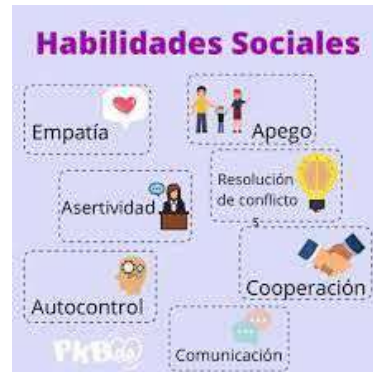 Habilidades Sociales
Empatía
Apego
Asertividad
Resolución
de conflicto
s
Autocontrol
Cooperación
Comunicación